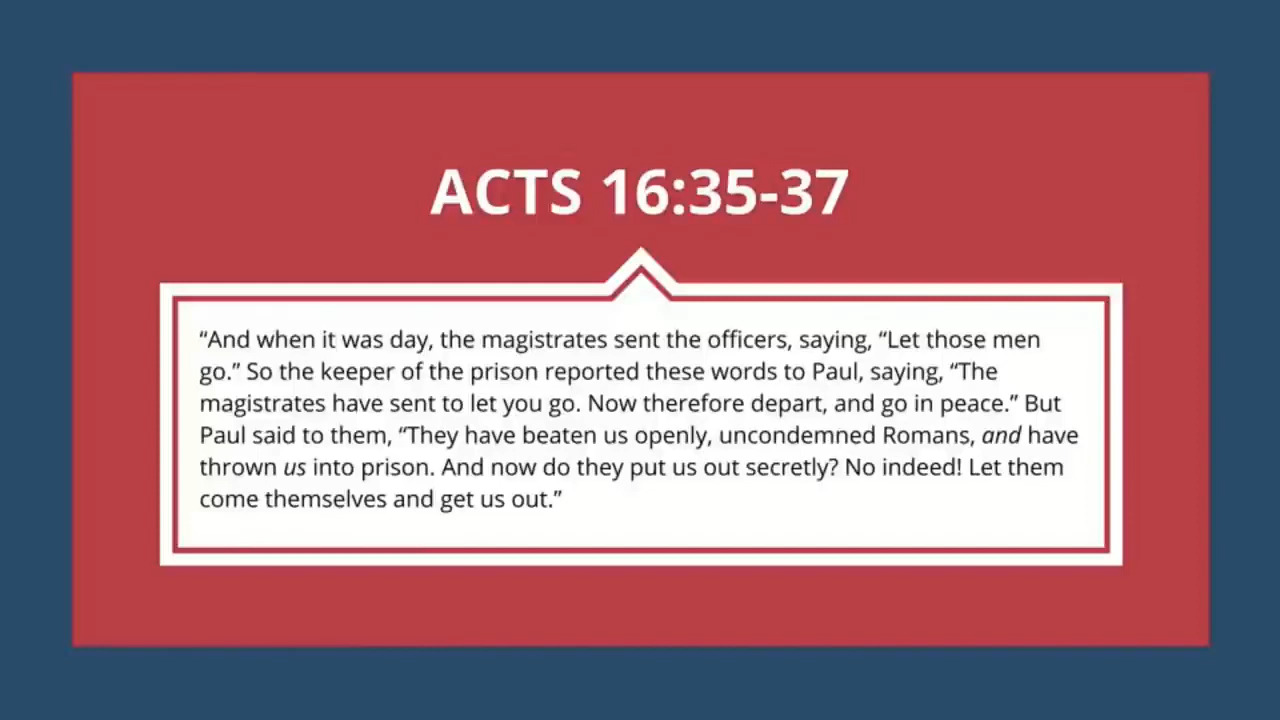 ACTS 16:35-37
“And when it was day, the magistrates sent the officers, saying, “Let those men
go.” So the keeper of the prison reported these words to Paul, saying, “The
magistrates have sent to let you go. Now therefore depart, and go in peace.” But
Paul said to them, “They have beaten us openly, uncondemned Romans, and have
thrown us into prison. And now do they put us out secretly? No indeed! Let them
come themselves and get us out.”